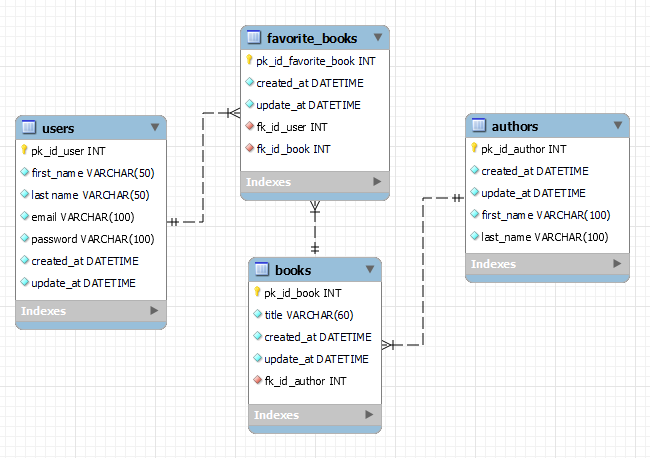 users
pk_id_user INT
first_name VARCHAR(50)
last name VARCHAR(50)
email VARCHAR(100)
password VARCHAR(100)
created_at DATETIME
update_at DATETIME
Indexes
favorite_books
pk_id_favorite_book INT
created_at DATETIME
update_at DATETIME
fk_id_user INT
fk_id_book INT
Indexes
books
pk_id_book INT
title VARCHAR(60)
created_at DATETIME
update_at DATETIME
fk_id_author INT
Indexes
authors
pk_id_author INT
created_at DATETIME
update_at DATETIME
first_name VARCHAR(100)
last_name VARCHAR(100)
Indexes